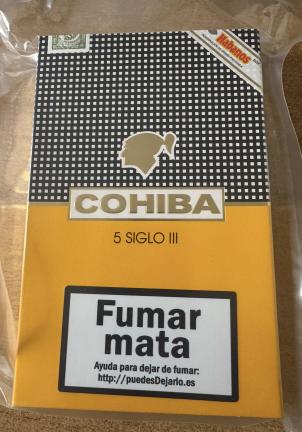 Habanos
COHIBA
5 SIGLO III
Fumar
mata
Ayuda para dejar de fumar:
http://puedesDejarlo.es